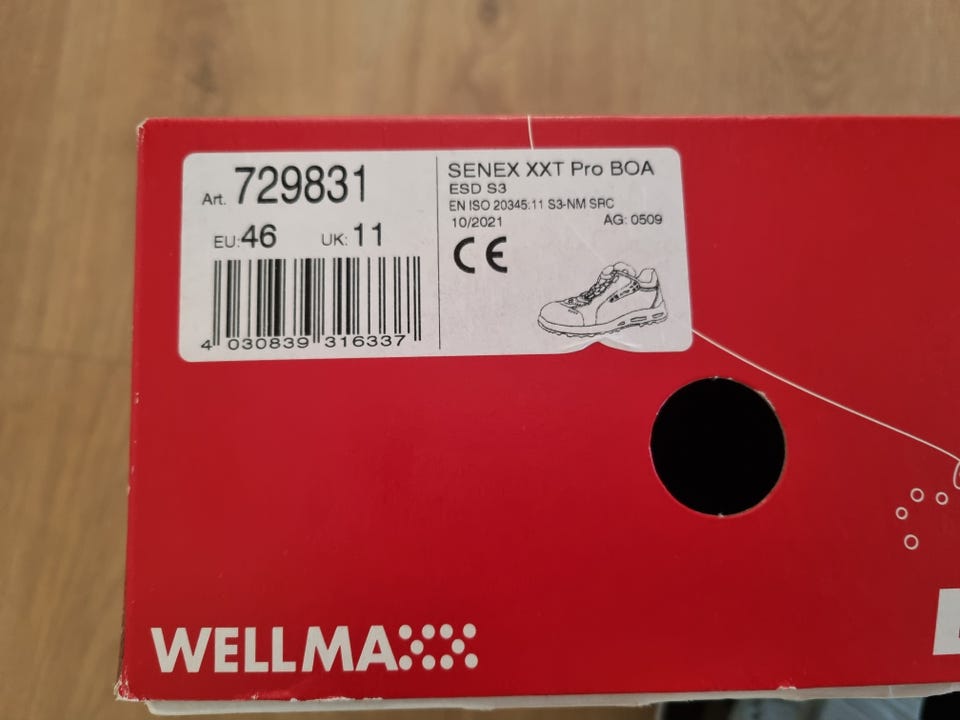 Art. 729831
EU:46 UK:11
4 030839 316337
SENEX XXT Pro BOA
ESD S3
EN ISO 20345:11 S3-NM SRC
10/2021 AG: 0509
CE
WELLMA